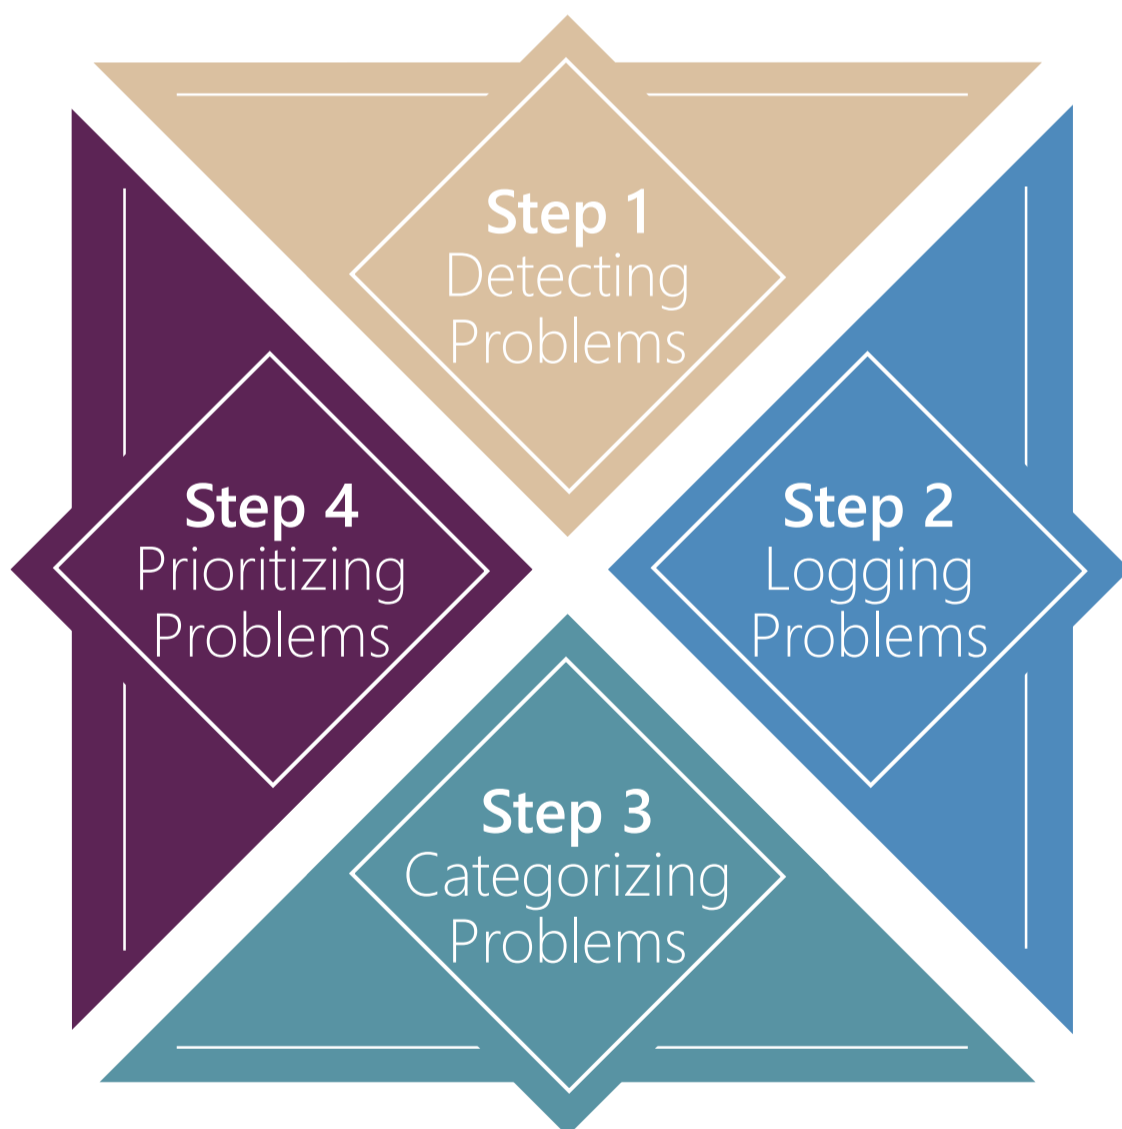 Step 1
Detecting
Problems
Step 2
Logging
Problems
Step 3
Categorizing
Problems
Step 4
Prioritizing
Problems